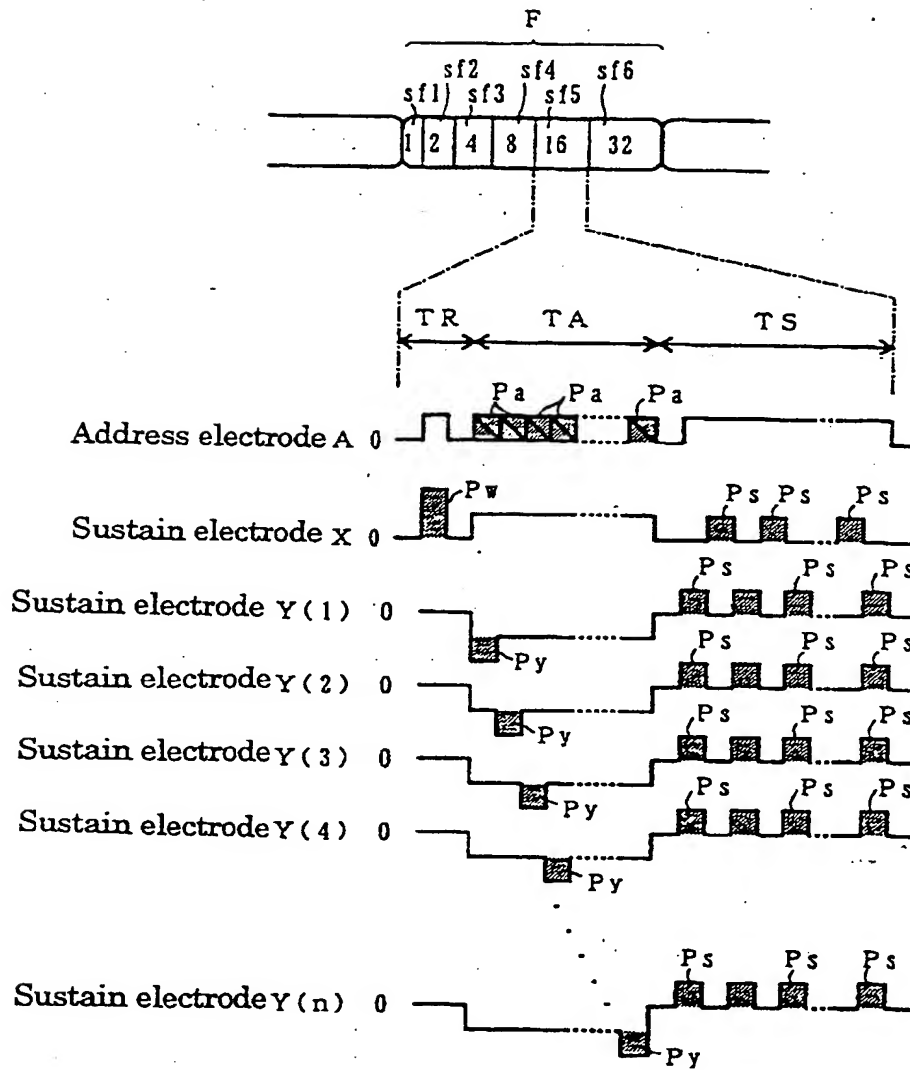 F
sf2 sf4 sf6
sf1 sf3 sf5
1 2 4 8 16 32
TR TA TS
Pa Pa Pa
Address electrode A 0
Pw
Ps Ps Ps
Sustain electrode X 0
Ps Ps Ps
Sustain electrode Y(1) 0
Py
Ps Ps Ps
Sustain electrode Y(2) 0
Py
Ps Ps Ps
Sustain electrode Y(3) 0
Py
Ps Ps Ps
Sustain electrode Y(4) 0
Py
Ps Ps Ps
Sustain electrode Y(n) 0
Py